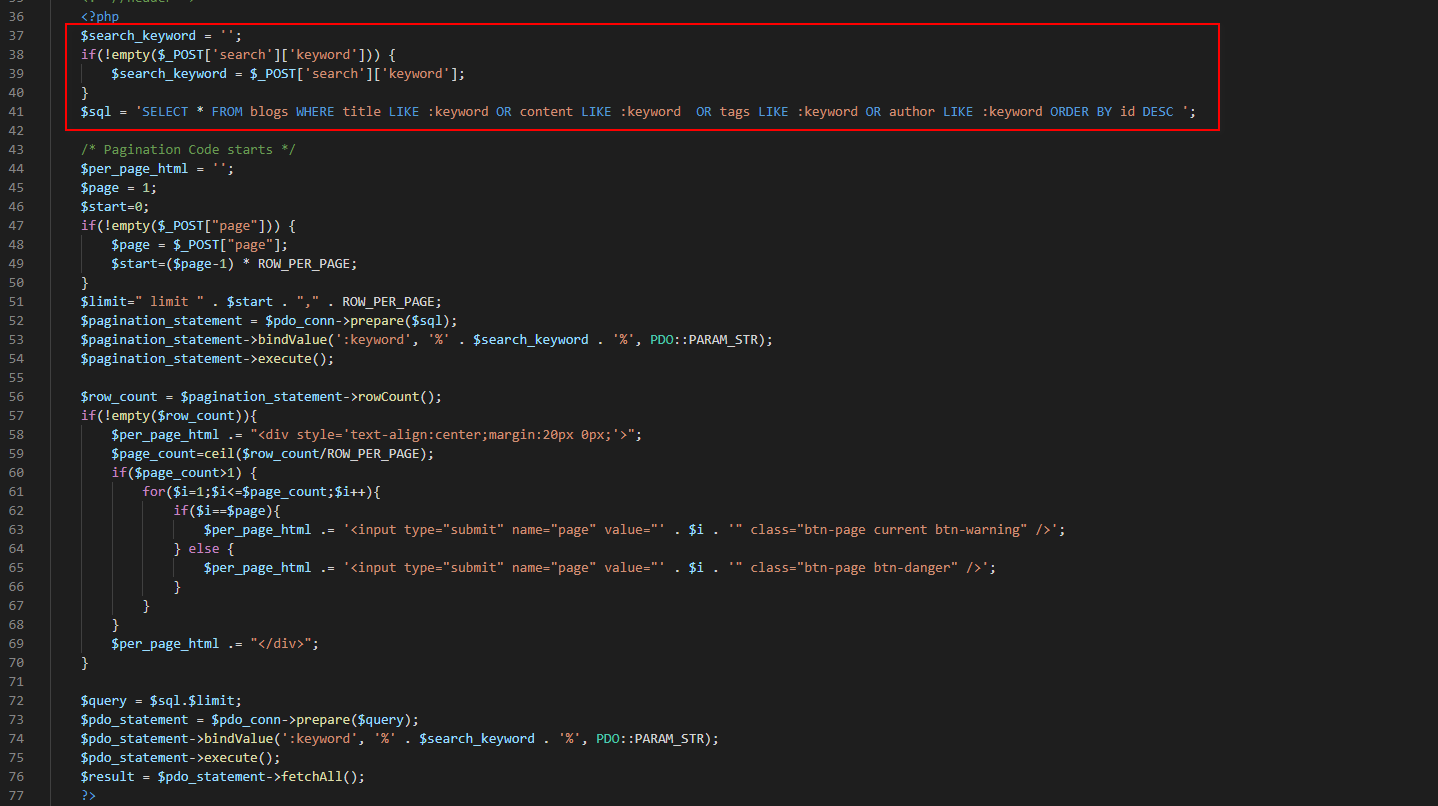 36 <?php
37 $search_keyword = '';
38 if(!empty($_POST['search']['keyword'])) {
39     $search_keyword = $_POST['search']['keyword'];
40 }
41 $sql = 'SELECT * FROM blogs WHERE title LIKE :keyword OR content LIKE :keyword  OR tags LIKE :keyword OR author LIKE :keyword ORDER BY id DESC ';
42
43 /* Pagination Code starts */
44 $per_page_html = '';
45 $page = 1;
46 $start=0;
47 if(!empty($_POST["page"])) {
48     $page = $_POST["page"];
49     $start=($page-1) * ROW_PER_PAGE;
50 }
51 $limit=" limit " . $start . "," . ROW_PER_PAGE;
52 $pagination_statement = $pdo_conn->prepare($sql);
53 $pagination_statement->bindValue(':keyword', '%' . $search_keyword . '%', PDO::PARAM_STR);
54 $pagination_statement->execute();
55
56 $row_count = $pagination_statement->rowCount();
57 if(!empty($row_count)){
58     $per_page_html .= "<div style='text-align:center;margin:20px 0px;'>";
59     $page_count=ceil($row_count/ROW_PER_PAGE);
60     if($page_count>1) {
61         for($i=1;$i<=$page_count;$i++){
62             if($i==$page){
63                 $per_page_html .= '<input type="submit" name="page" value="' . $i . '" class="btn-page current btn-warning" />';
64             } else {
65                 $per_page_html .= '<input type="submit" name="page" value="' . $i . '" class="btn-page btn-danger" />';
66             }
67         }
68     }
69     $per_page_html .= "</div>";
70 }
71
72 $query = $sql.$limit;
73 $pdo_statement = $pdo_conn->prepare($query);
74 $pdo_statement->bindValue(':keyword', '%' . $search_keyword . '%', PDO::PARAM_STR);
75 $pdo_statement->execute();
76 $result = $pdo_statement->fetchAll();
77 ?>